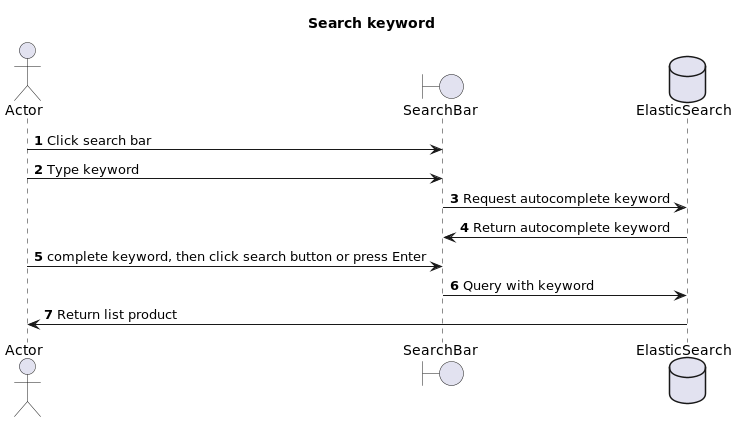 Search keyword
Actor
SearchBar
ElasticSearch
1 Click search bar
2 Type keyword
3 Request autocomplete keyword
4 Return autocomplete keyword
5 complete keyword, then click search button or press Enter
6 Query with keyword
7 Return list product
Actor
SearchBar
ElasticSearch